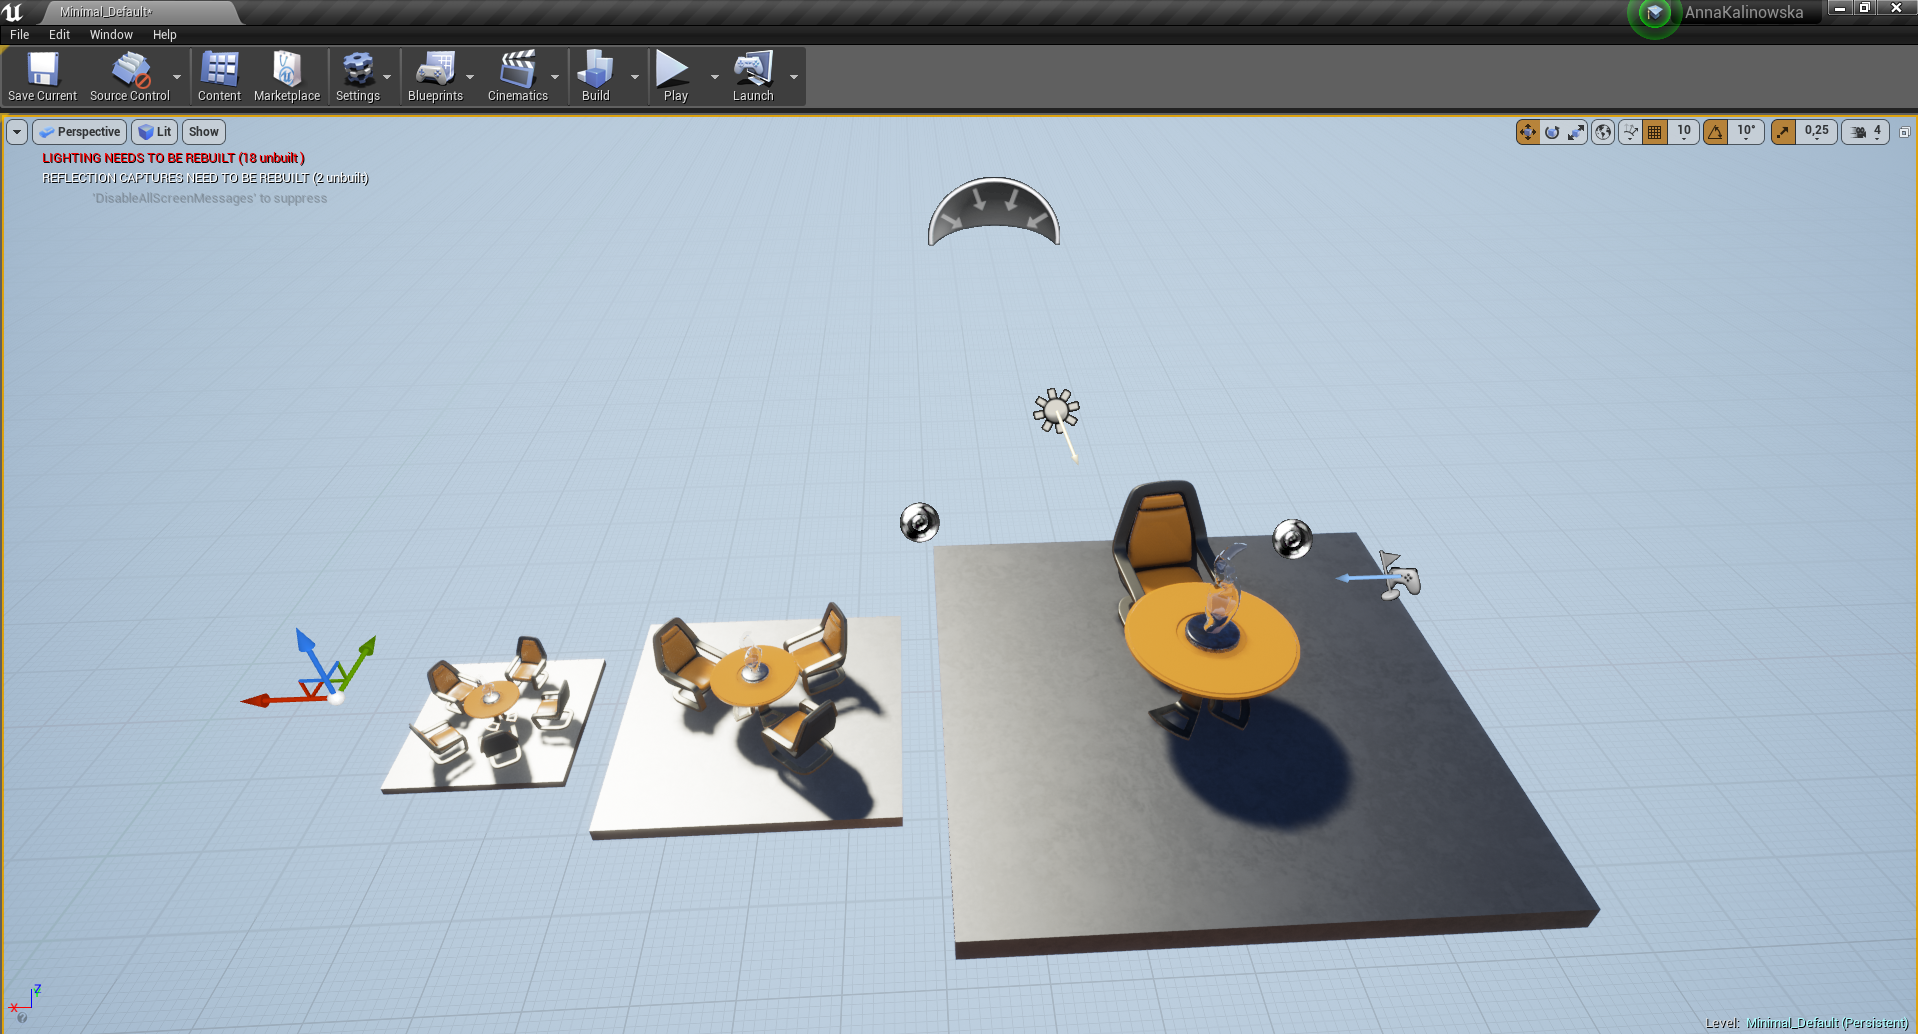 Minimal_Default*
AnnaKalinowska
File Edit Window Help
Save Current Source Control Content Marketplace Settings Blueprints Cinematics Build Play Launch
Perspective Lit Show 10 10° 0,25 4
LIGHTING NEEDS TO BE REBUILT (18 unbuilt)
REFLECTION CAPTURES NEED TO BE REBUILT (2 unbuilt)
'DisableAllScreenMessages' to suppress
Z
X
Level: Minimal_Default (Persistent)